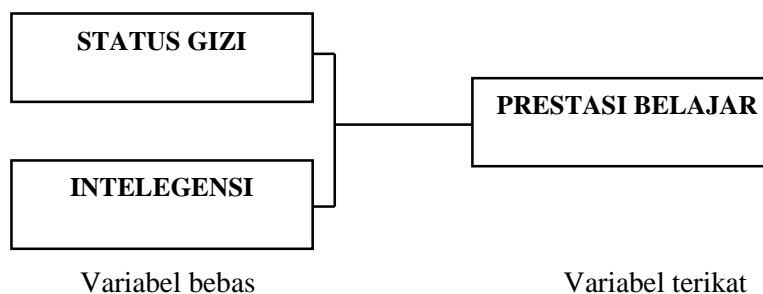 STATUS GIZI
PRESTASI BELAJAR
INTELEGENSI
Variabel bebas
Variabel terikat